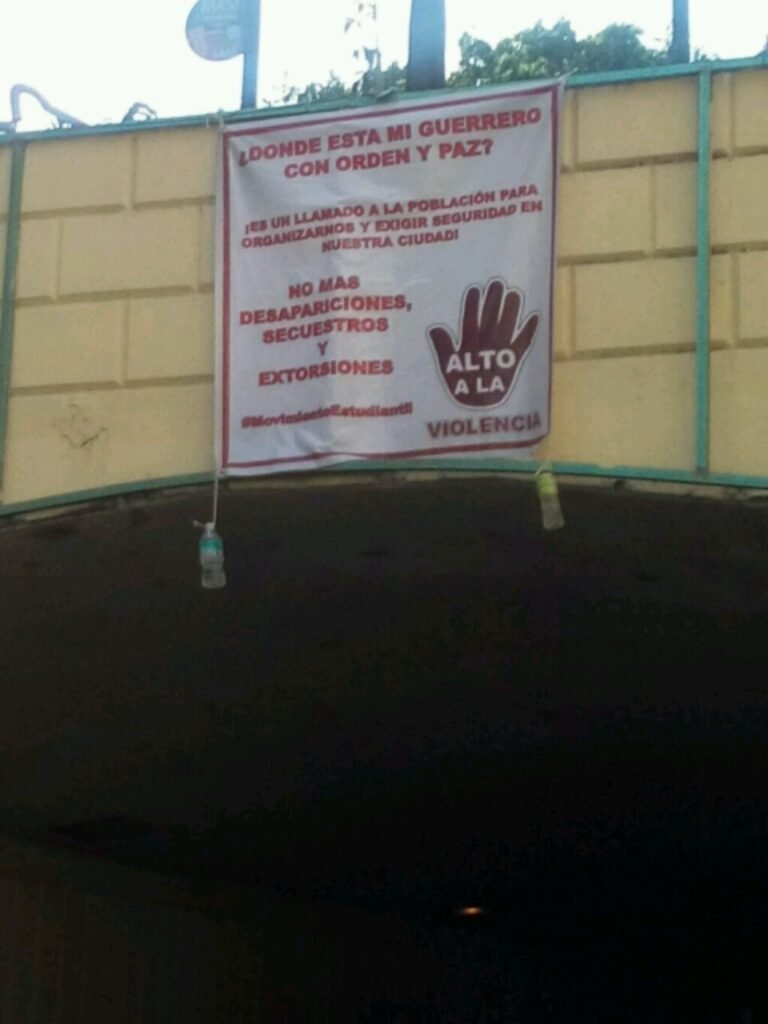 ¿DONDE ESTA MI GUERRERO
CON ORDEN Y PAZ?
¡ES UN LLAMADO A LA POBLACIÓN PARA
ORGANIZARNOS Y EXIGIR SEGURIDAD EN
NUESTRA CIUDAD!
NO MAS
DESAPARICIONES,
SECUESTROS
Y
EXTORSIONES
#MovimientoEstudiantil
ALTO
A LA
VIOLENCIA